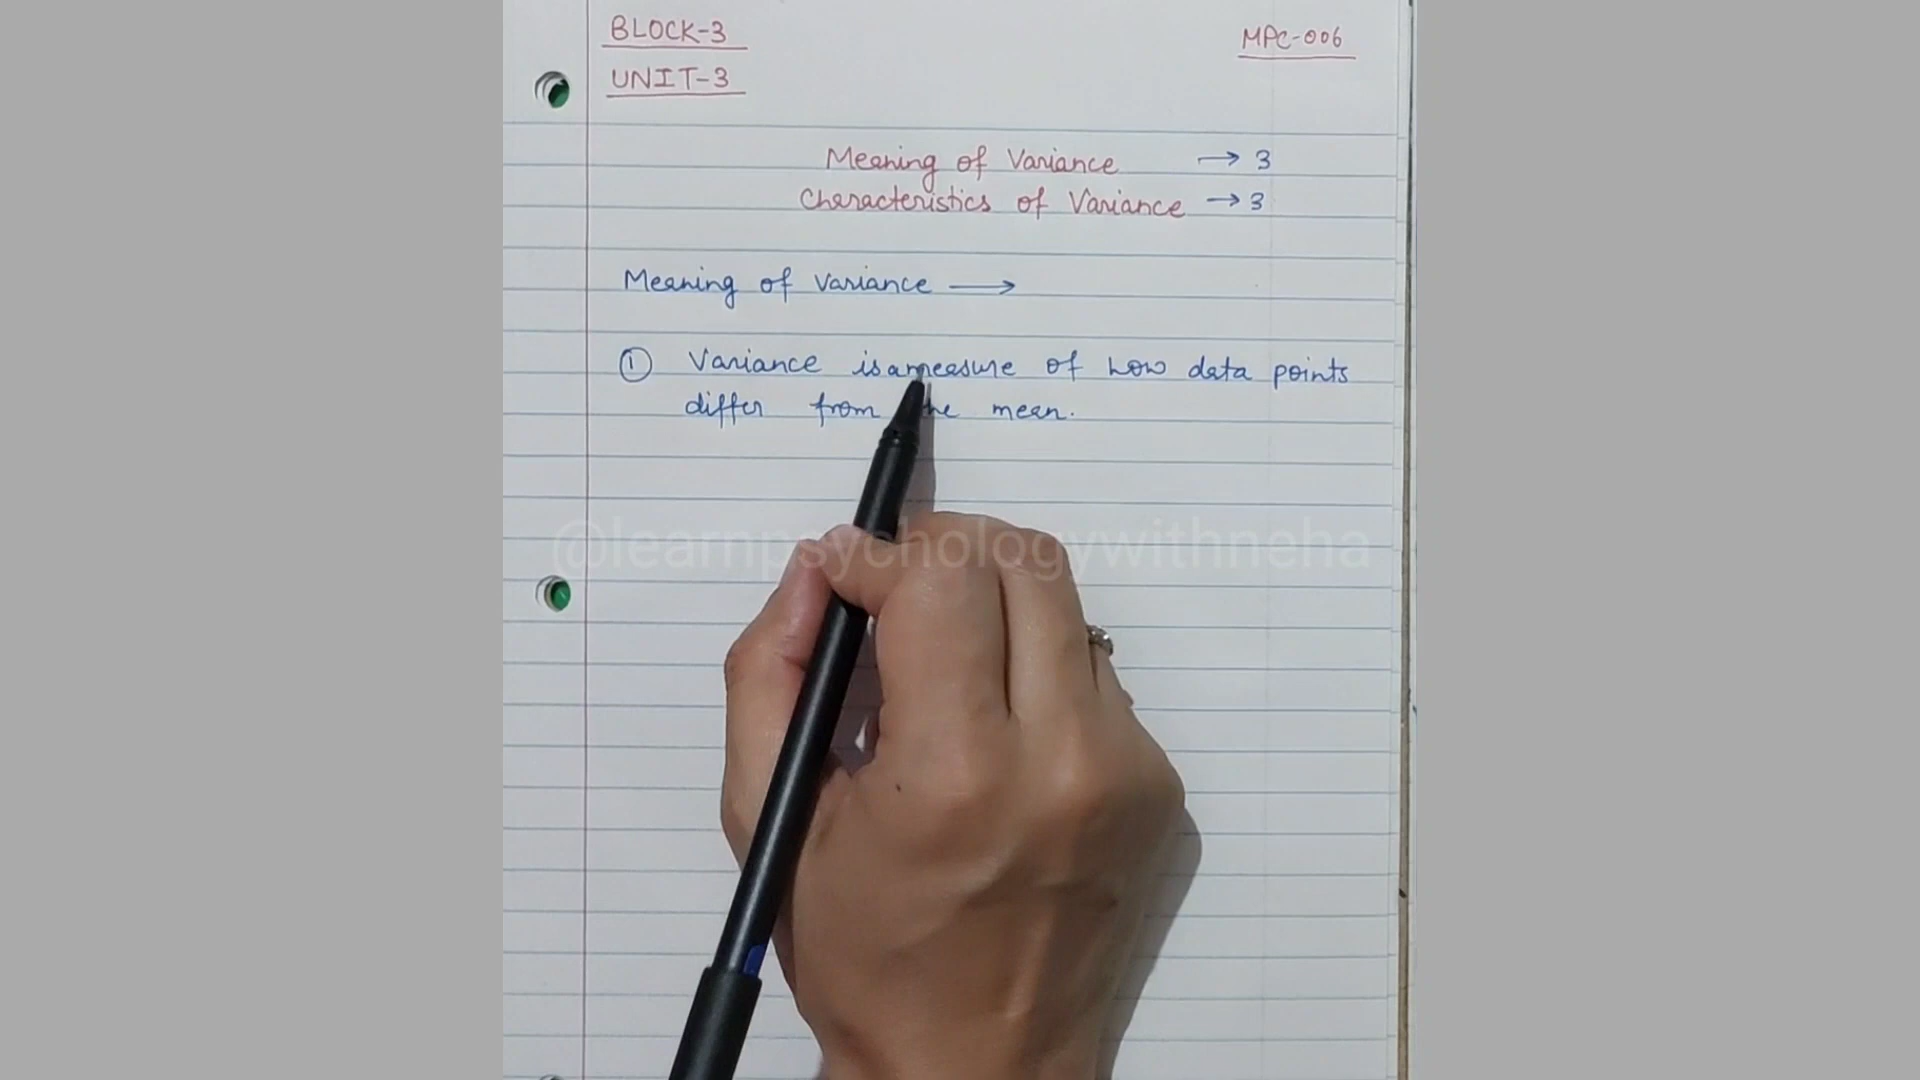 BLOCK-3
MPC-006
UNIT-3
Meaning of Variance → 3
Characteristics of Variance → 3
Meaning of variance →
① Variance is a measure of how data points
differ from the mean.
@learnpsychologywithneha